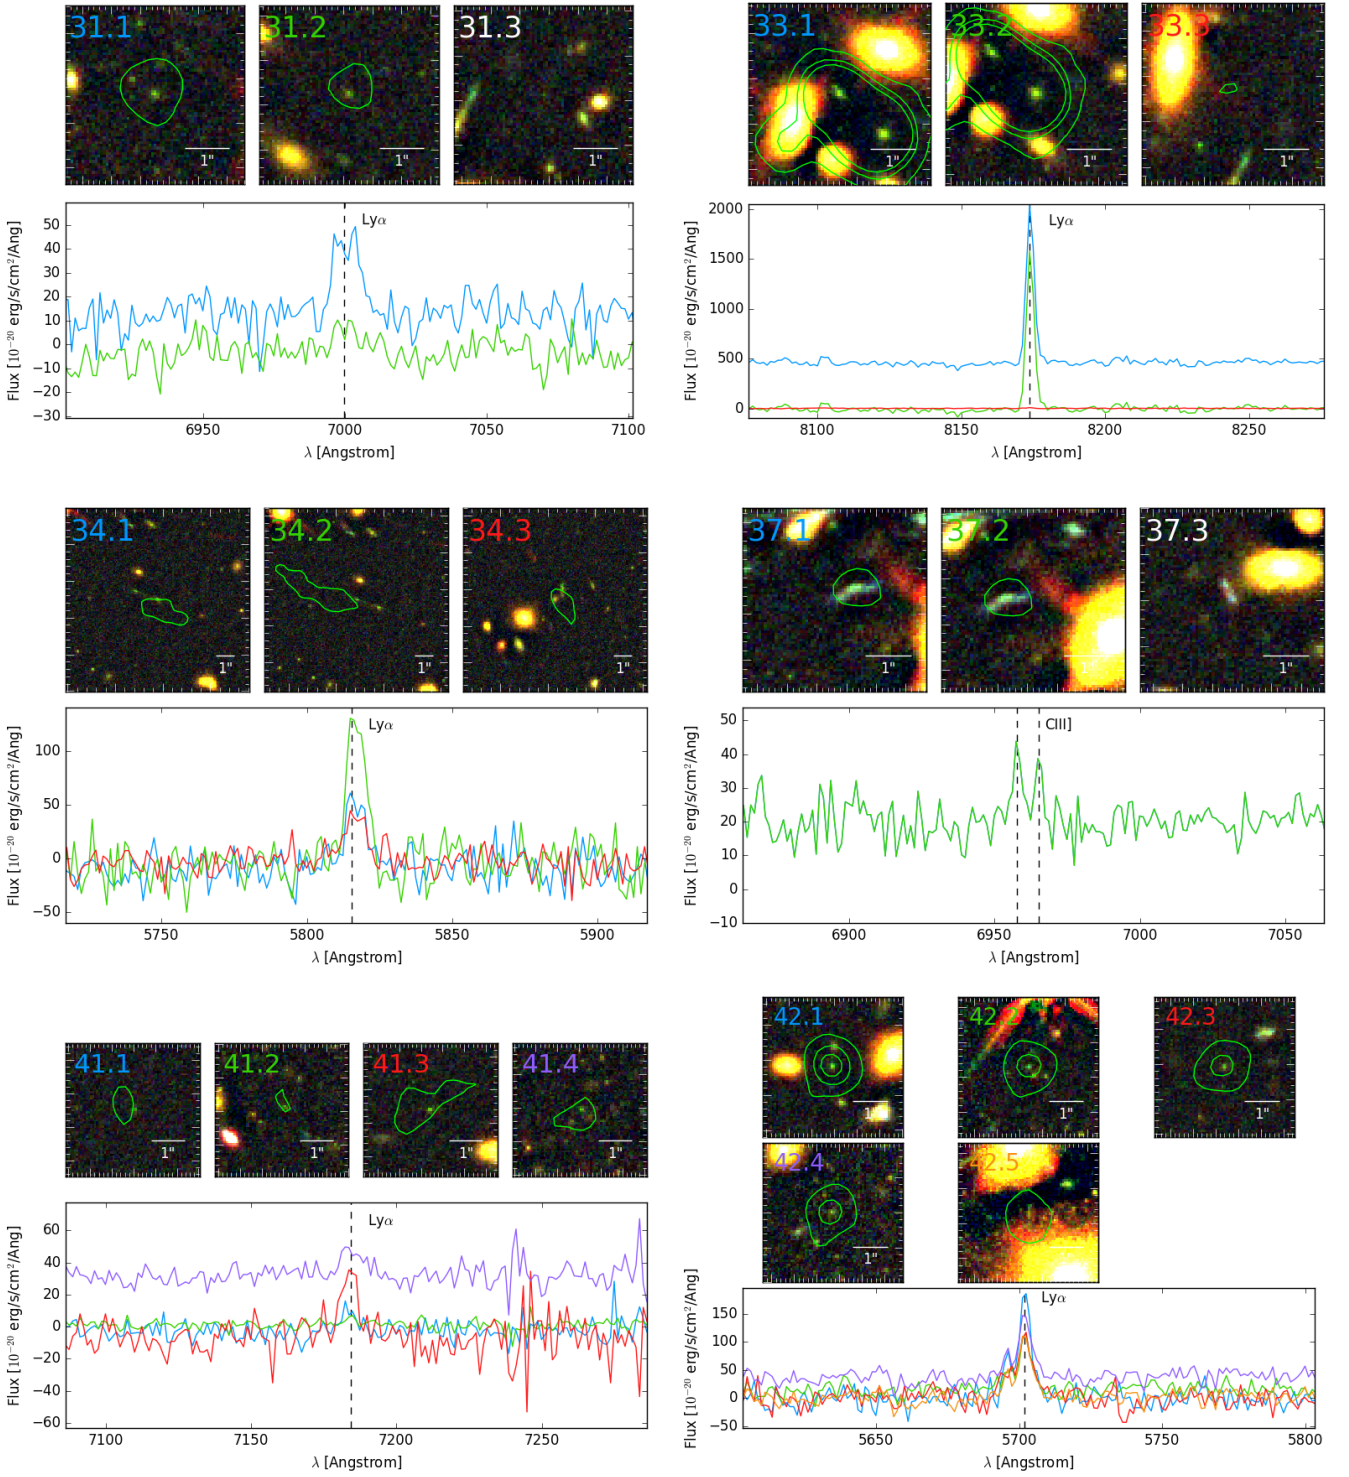 31.1 31.2 31.3
1" 1" 1"
Lyα
Flux [10⁻²⁰ erg/s/cm²/Ang]
50
40
30
20
10
0
−10
−20
−30
6950 7000 7050 7100
λ [Angstrom]
33.1 33.2 33.3
1" 1" 1"
Lyα
Flux [10⁻²⁰ erg/s/cm²/Ang]
2000
1500
1000
500
0
8100 8150 8200 8250
λ [Angstrom]
34.1 34.2 34.3
1" 1" 1"
Lyα
Flux [10⁻²⁰ erg/s/cm²/Ang]
100
50
0
−50
5750 5800 5850 5900
λ [Angstrom]
37.1 37.2 37.3
1" 1" 1"
CIII]
Flux [10⁻²⁰ erg/s/cm²/Ang]
50
40
30
20
10
0
−10
6900 6950 7000 7050
λ [Angstrom]
41.1 41.2 41.3 41.4
1" 1" 1" 1"
Lyα
Flux [10⁻²⁰ erg/s/cm²/Ang]
60
40
20
0
−20
−40
−60
7100 7150 7200 7250
λ [Angstrom]
42.1 42.2 42.3
1" 1" 1"
42.4 42.5
1" 1"
Lyα
Flux [10⁻²⁰ erg/s/cm²/Ang]
150
100
50
0
−50
5650 5700 5750 5800
λ [Angstrom]